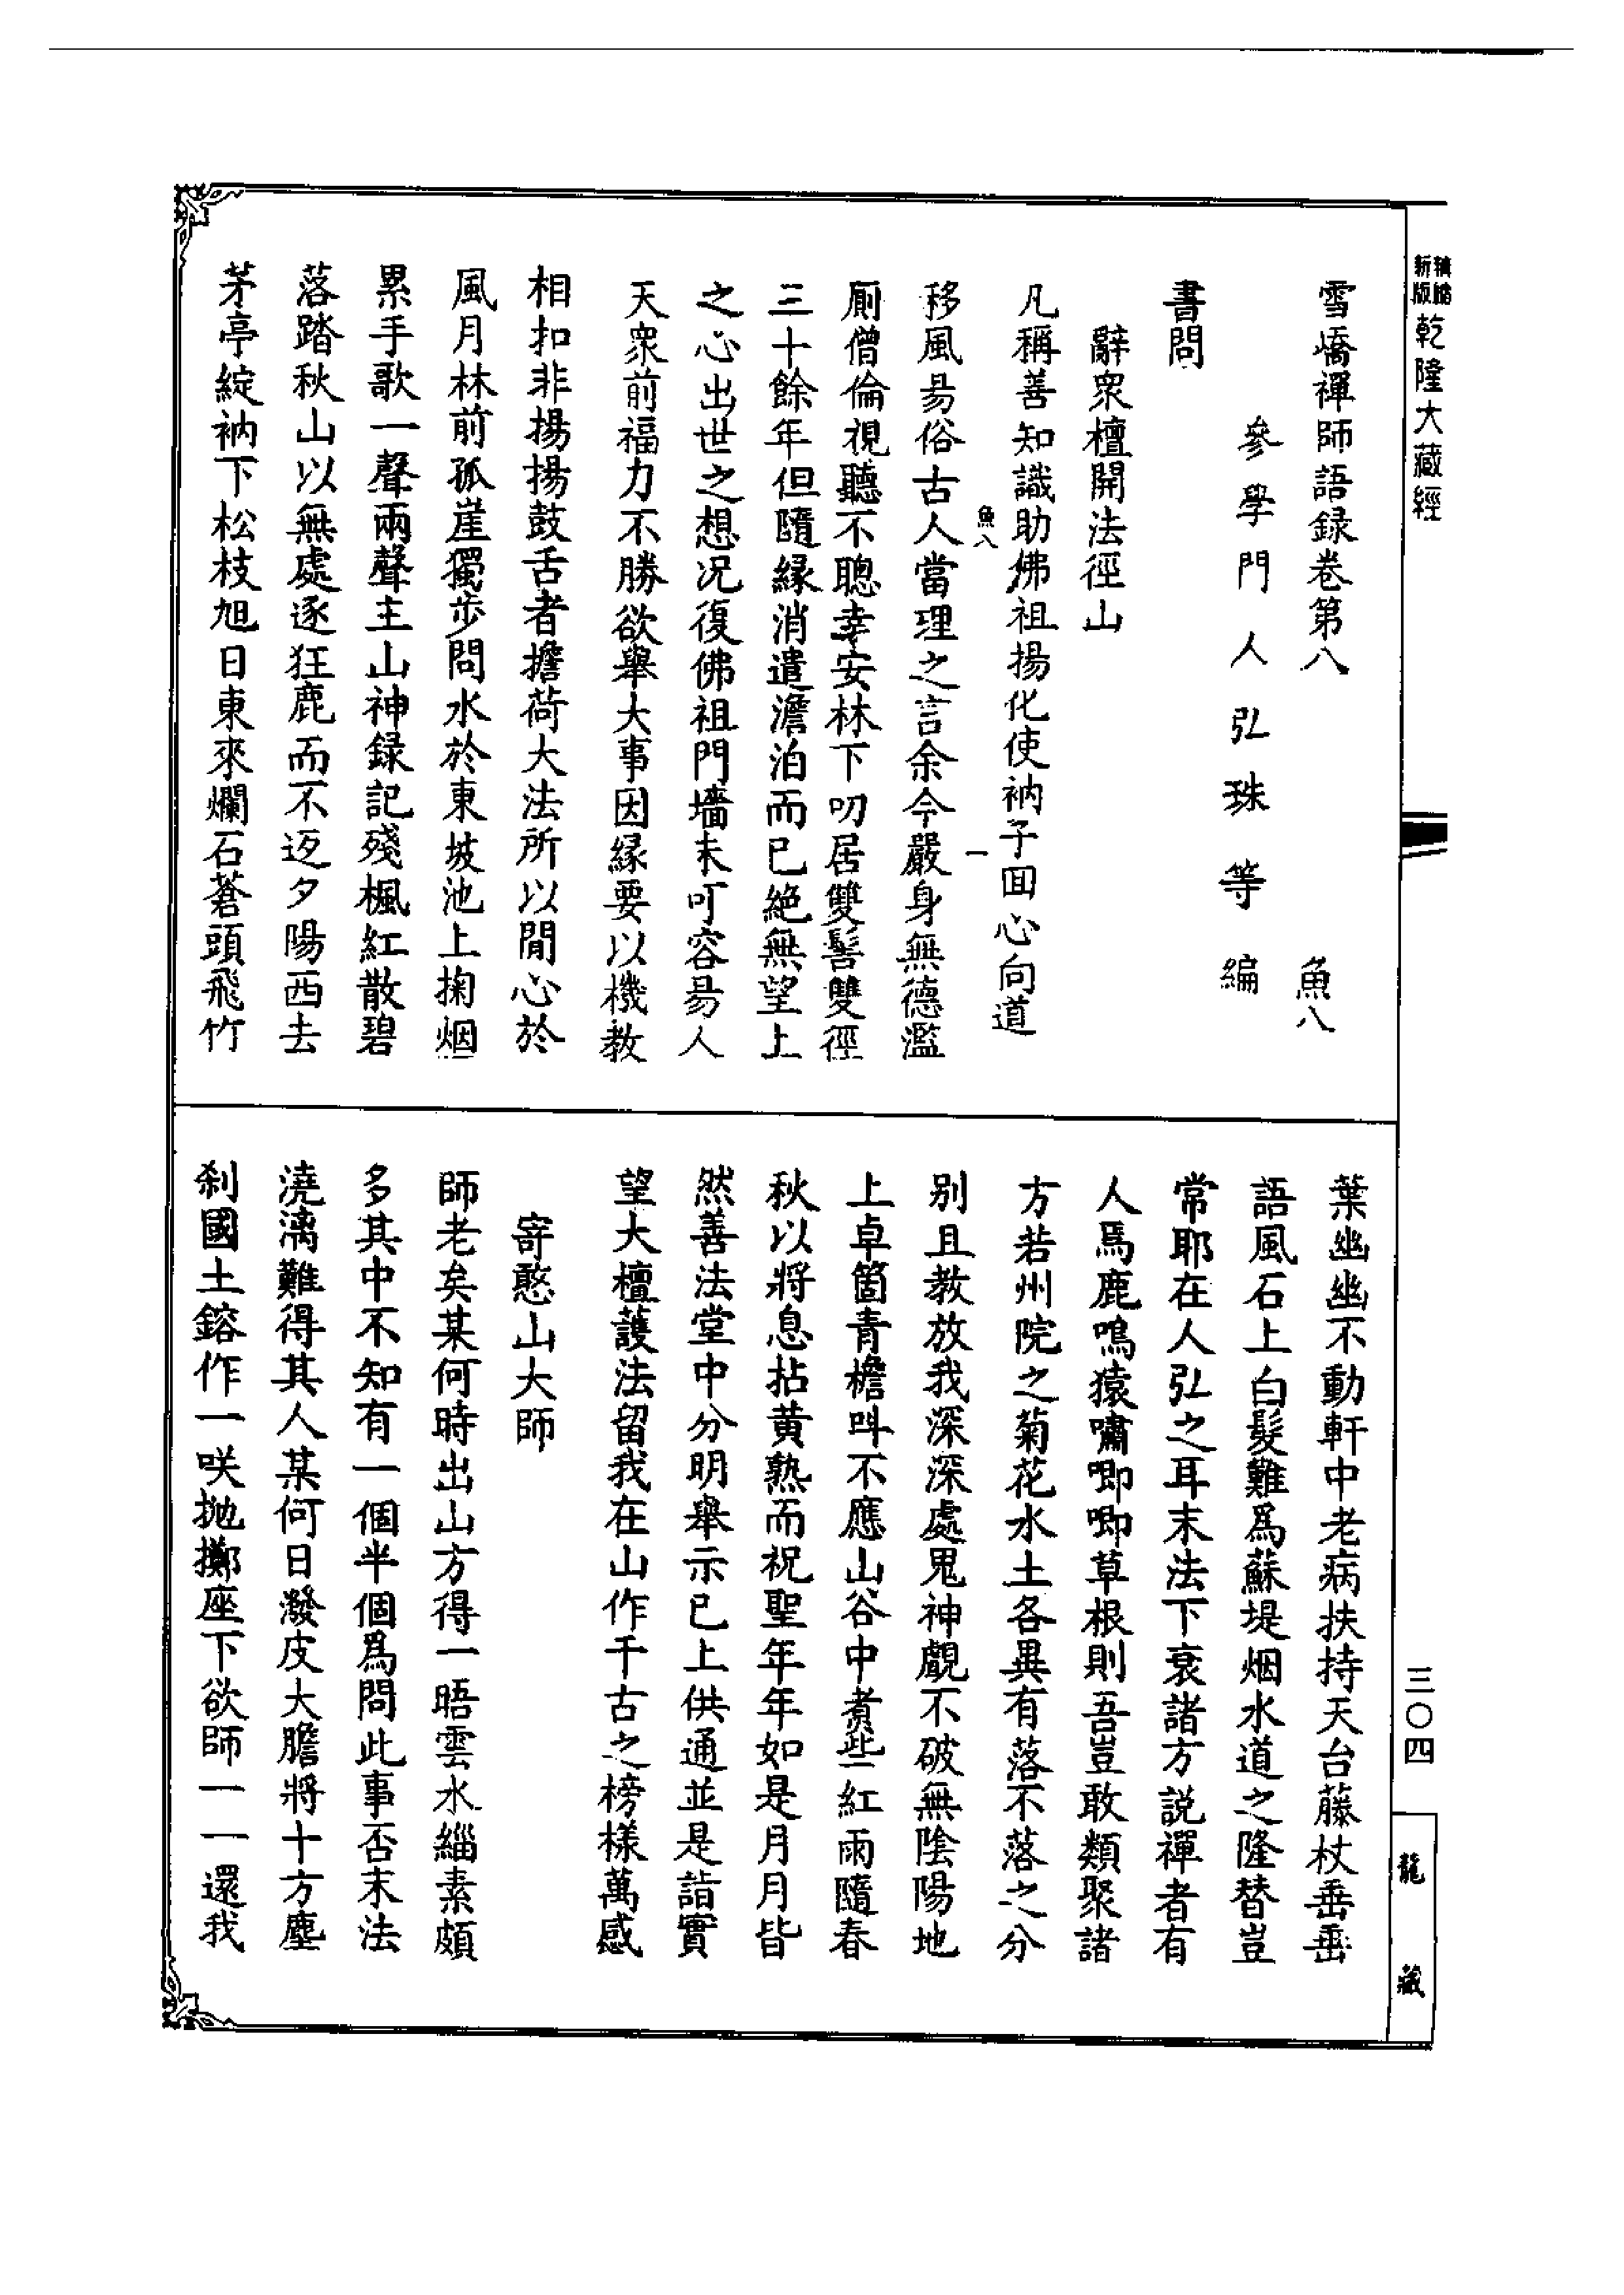 新版精縮乾隆大藏經
雪嶠禪師語録卷第八 魚八
參學門人弘珠等編
書問
辭眾檀開法徑山
凡稱善知識助佛祖揚化使衲子回心向道
魚八 一
移風易俗古人當理之言余今嚴身無德濫
廁僧倫視聽不聰幸安林下叨居雙髻雙徑
三十餘年但隨緣消遣澹泊而已絕無望上
之心出世之想况復佛祖門墻未可容易人
天眾前福力不勝欲舉大事因緣要以機教
相扣非揚揚鼓舌者擔荷大法所以閒心於
風月林前孤崖獨步問水於東坡池上掬烟
累手歌一聲兩聲主山神録記殘楓紅散碧
落踏秋山以無處逐狂鹿而不返夕陽西去
茅亭綻衲下松枝旭日東來爛石蒼頭飛竹
葉幽幽不動軒中老病扶持天台藤杖垂垂
語風石上白髮難爲蘇堤烟水道之隆替豈
常耶在人弘之耳末法下衰諸方説禪者有
人焉鹿鳴猿嘯唧唧草根則吾豈敢類聚諸
方若州院之菊花水土各異有落不落之分
别且教放我深深處鬼神覷不破無陰陽地
上卓箇青檐呌不應山谷中煮些紅雨隨春
秋以將息拈黄熟而祝聖年年如是月月皆
然善法堂中分明舉示已上供通並是詣實
望大檀護法留我在山作千古之榜樣萬感
寄憨山大師
師老矣某何時出山方得一晤雲水緇素頗
多其中不知有一個半個爲問此事否末法
澆漓難得其人某何日潑皮大膽將十方塵
刹國土鎔作一咲拋擲座下欲師一一還我
三〇四
龍藏